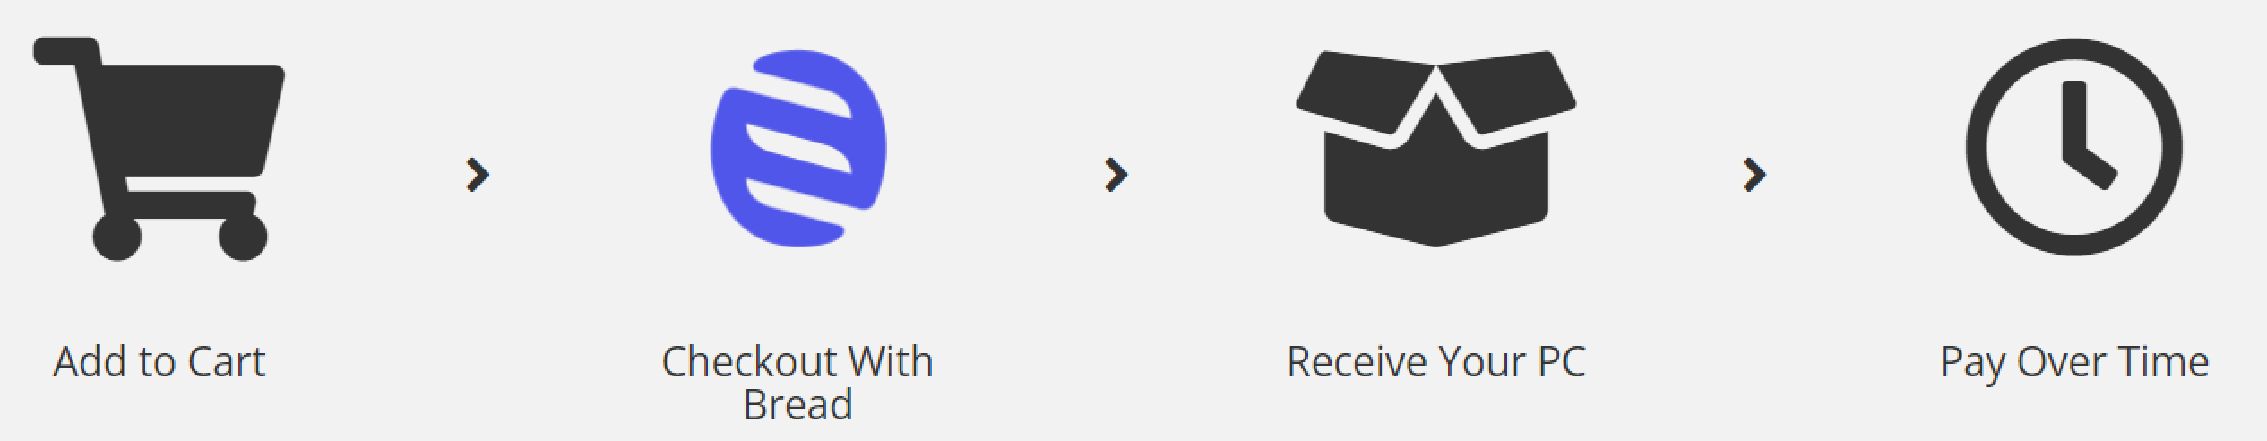 Add to Cart
Checkout With
Bread
Receive Your PC
Pay Over Time